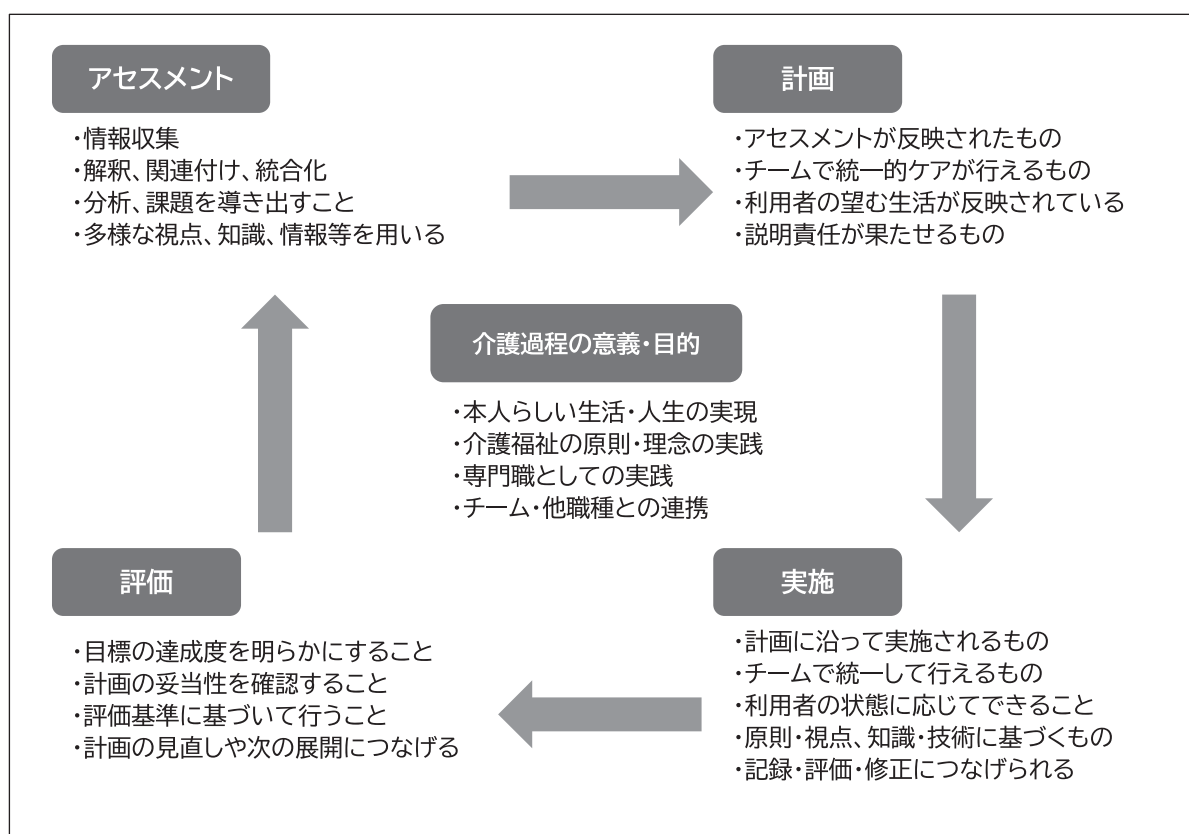 アセスメント
・情報収集
・解釈、関連付け、統合化
・分析、課題を導き出すこと
・多様な視点、知識、情報等を用いる
計画
・アセスメントが反映されたもの
・チームで統一的ケアが行えるもの
・利用者の望む生活が反映されている
・説明責任が果たせるもの
介護過程の意義・目的
・本人らしい生活・人生の実現
・介護福祉の原則・理念の実践
・専門職としての実践
・チーム・他職種との連携
評価
・目標の達成度を明らかにすること
・計画の妥当性を確認すること
・評価基準に基づいて行うこと
・計画の見直しや次の展開につなげる
実施
・計画に沿って実施されるもの
・チームで統一して行えるもの
・利用者の状態に応じてできること
・原則・視点、知識・技術に基づくもの
・記録・評価・修正につなげられる